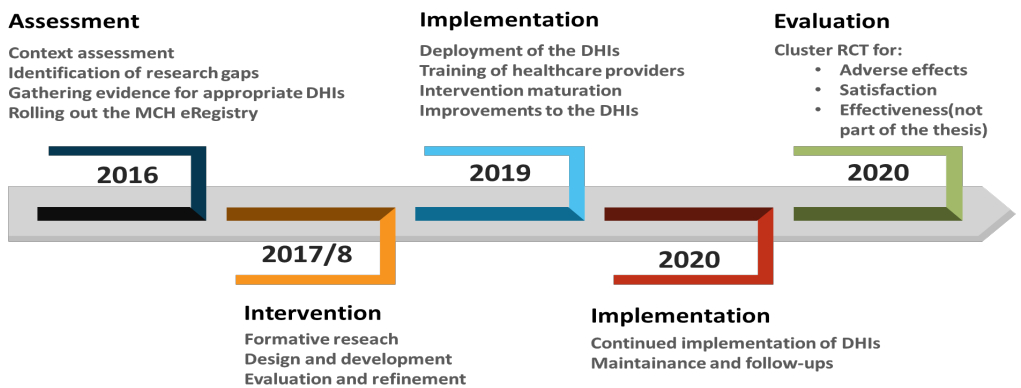 Assessment
Context assessment
Identification of research gaps
Gathering evidence for appropriate DHIs
Rolling out the MCH eRegistry
2016
2017/8
Intervention
Formative reseach
Design and development
Evaluation and refinement
Implementation
Deployment of the DHIs
Training of healthcare providers
Intervention maturation
Improvements to the DHIs
2019
2020
Implementation
Continued implementation of DHIs
Maintainance and follow-ups
Evaluation
Cluster RCT for:
• Adverse effects
• Satisfaction
• Effectiveness(not
part of the thesis)
2020